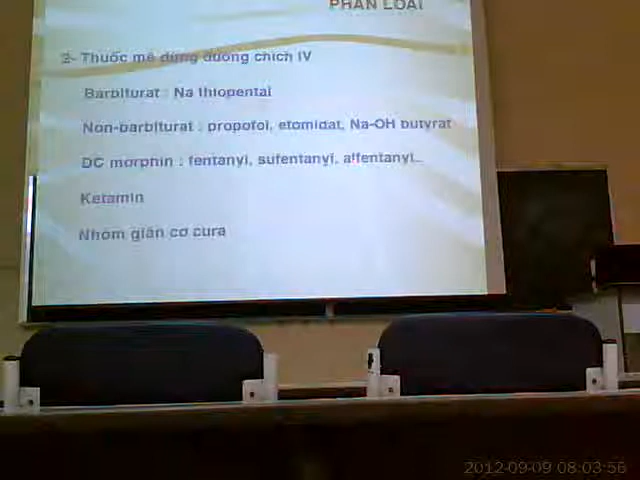 PHÂN LOẠI
2- Thuốc mê dùng đường chích IV
Barbiturat : Na thiopental
Non-barbiturat : propofol, etomidat, Na-OH butyrat
DC morphin : fentanyl, sufentanyl, alfentanyl..
Ketamin
Nhóm giãn cơ cura
2012-09-09 08:03:56